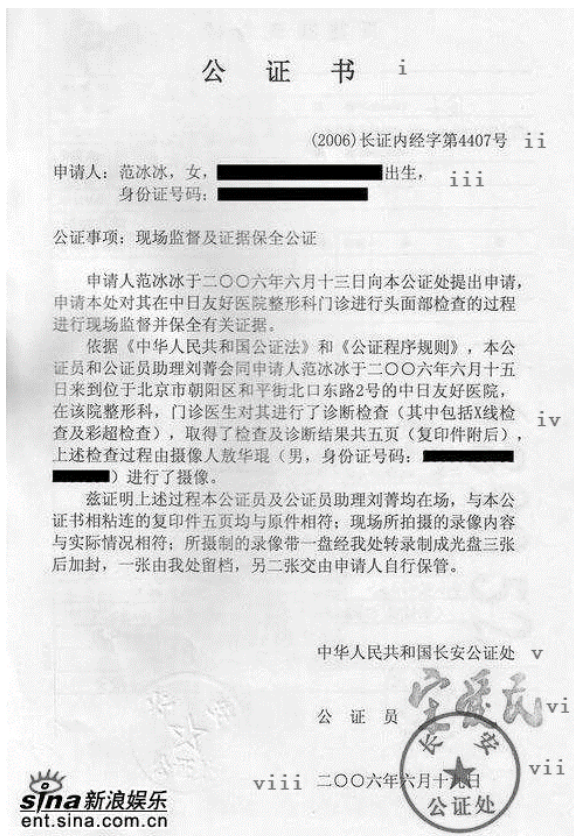 公 证 书 i
(2006)长证内经字第4407号 ii
申请人：范冰冰，女，出生， iii
身份证号码：
公证事项：现场监督及证据保全公证
申请人范冰冰于二〇〇六年六月十三日向本公证处提出申请，
申请本处对其在中日友好医院整形科门诊进行头面部检查的过程
进行现场监督并保全有关证据。
依据《中华人民共和国公证法》和《公证程序规则》，本公
证员和公证员助理刘菁会同申请人范冰冰于二〇〇六年六月十五
日来到位于北京市朝阳区和平街北口东路2号的中日友好医院，
在该院整形科，门诊医生对其进行了诊断检查（其中包括X线检 iv
查及彩超检查），取得了检查及诊断结果共五页（复印件附后），
上述检查过程由摄像人敖华琨（男，身份证号码：
）进行了摄像。
兹证明上述过程本公证员及公证员助理刘菁均在场，与本公
证书相粘连的复印件五页均与原件相符；现场所拍摄的录像内容
与实际情况相符；所摄制的录像带一盘经我处转录制成光盘三张
后加封，一张由我处留档，另二张交由申请人自行保管。
中华人民共和国长安公证处 v
公 证 员 vi
长安 vii
公证处
viii 二〇〇六年六月十九日
sina新浪娱乐
ent.sina.com.cn